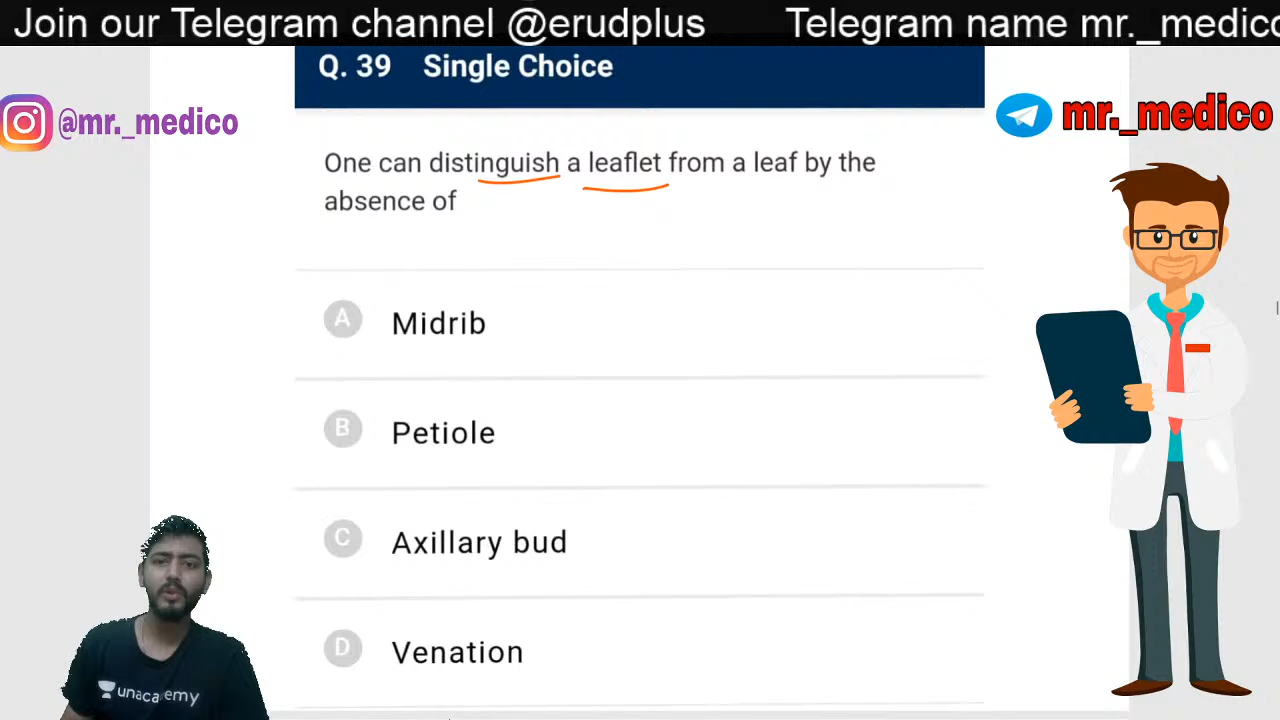 Join our Telegram channel @erudplus Telegram name mr._medico
Q. 39 Single Choice
@mr._medico
mr._medico
One can distinguish a leaflet from a leaf by the
absence of
A Midrib
B Petiole
C Axillary bud
D Venation
unacademy